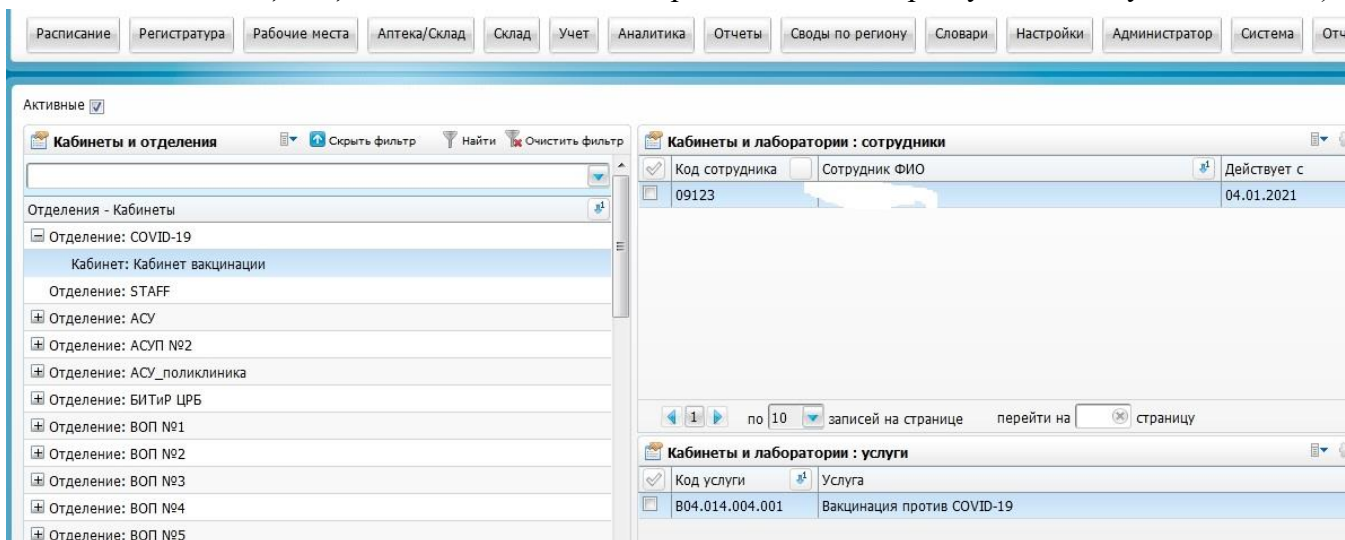 Расписание Регистратура Рабочие места Аптека/Склад Склад Учет Аналитика Отчеты Своды по региону Словари Настройки Администратор Система Отч
Активные
Кабинеты и отделения Скрыть фильтр Найти Очистить фильтр
Отделения - Кабинеты
Отделение: COVID-19
Кабинет: Кабинет вакцинации
Отделение: STAFF
Отделение: АСУ
Отделение: АСУП №2
Отделение: АСУ_поликлиника
Отделение: БИТиР ЦРБ
Отделение: ВОП №1
Отделение: ВОП №2
Отделение: ВОП №3
Отделение: ВОП №4
Отделение: ВОП №5
Кабинеты и лаборатории : сотрудники
Код сотрудника Сотрудник ФИО 1 Действует с
09123 04.01.2021
1 по 10 записей на странице перейти на страницу
Кабинеты и лаборатории : услуги
Код услуги 1 Услуга
B04.014.004.001 Вакцинация против COVID-19